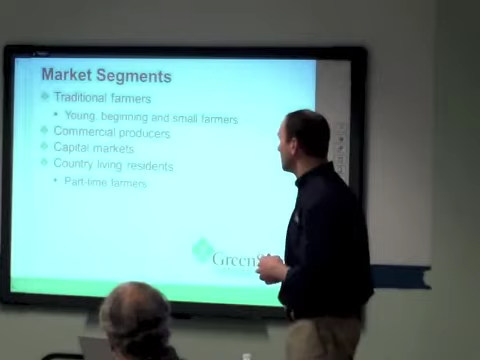 Market Segments
Traditional farmers
Young, beginning and small farmers
Commercial producers
Capital markets
Country living residents
Part-time farmers